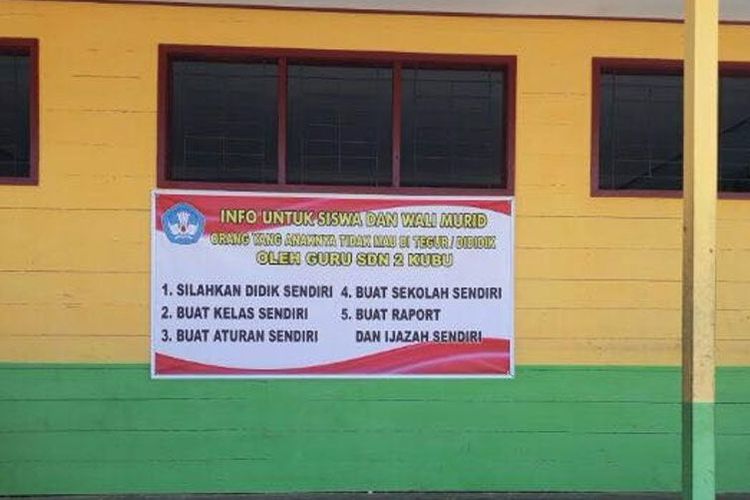 INFO UNTUK SISWA DAN WALI MURID
ORANG YANG ANAKNYA TIDAK MAU DI TEGUR / DIDIDIK
OLEH GURU SDN 2 KUBU
1. SILAHKAN DIDIK SENDIRI
2. BUAT KELAS SENDIRI
3. BUAT ATURAN SENDIRI
4. BUAT SEKOLAH SENDIRI
5. BUAT RAPORT
DAN IJAZAH SENDIRI